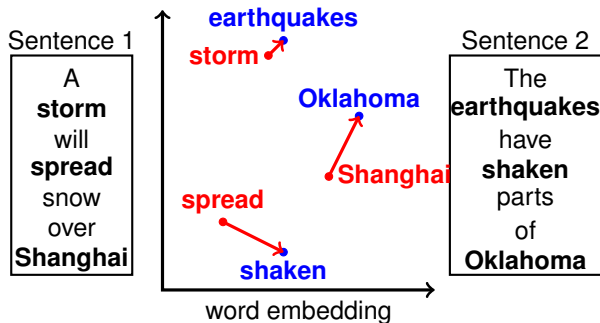 Sentence 1
A
storm
will
spread
snow
over
Shanghai
earthquakes
storm
Oklahoma
Shanghai
spread
shaken
word embedding
Sentence 2
The
earthquakes
have
shaken
parts
of
Oklahoma